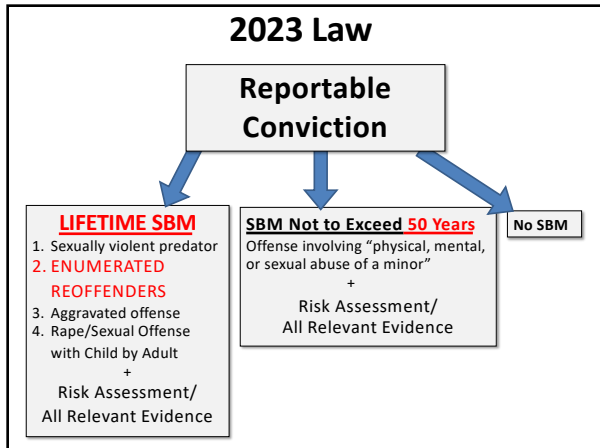 2023 Law
Reportable
Conviction
LIFETIME SBM
1. Sexually violent predator
2. ENUMERATED
REOFFENDERS
3. Aggravated offense
4. Rape/Sexual Offense
with Child by Adult
+
Risk Assessment/
All Relevant Evidence
SBM Not to Exceed 50 Years
Offense involving “physical, mental,
or sexual abuse of a minor”
+
Risk Assessment/
All Relevant Evidence
No SBM